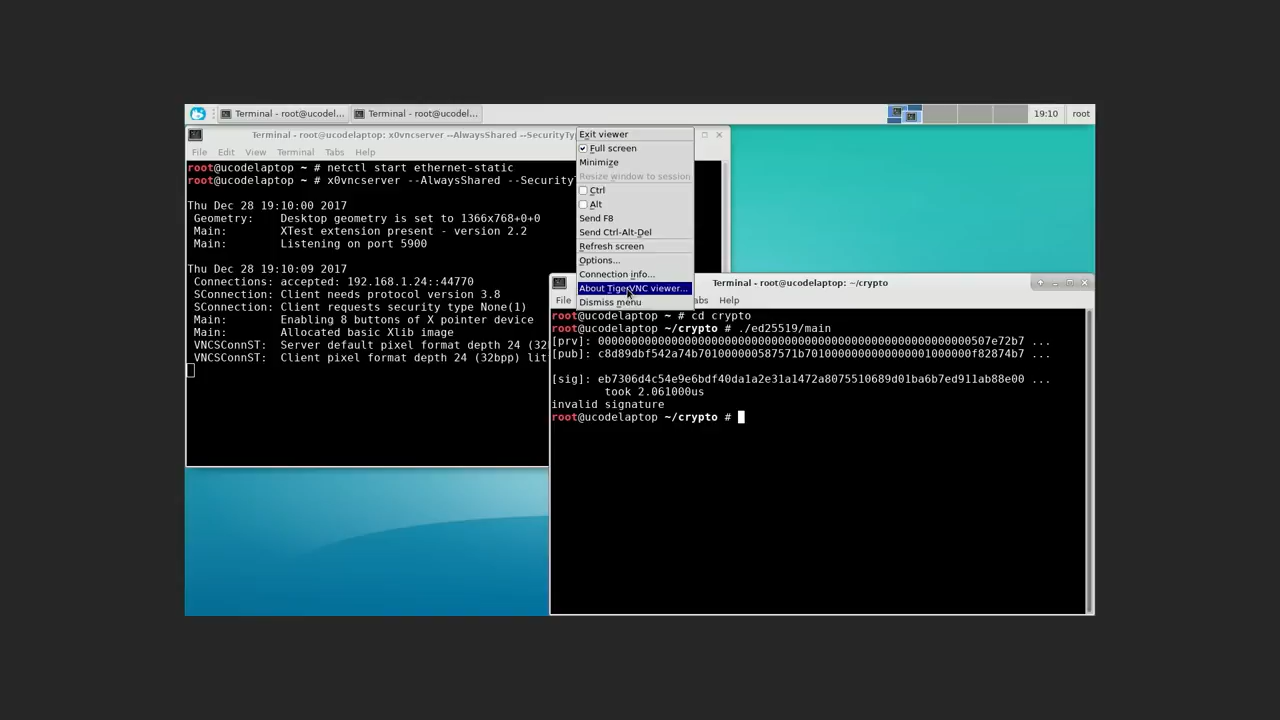 Terminal - root@ucodel...
Terminal - root@ucodel...
19:10
root
Terminal - root@ucodelaptop: x0vncserver --AlwaysShared --SecurityTy
File Edit View Terminal Tabs Help
root@ucodelaptop ~ # netctl start ethernet-static
root@ucodelaptop ~ # x0vncserver --AlwaysShared --Security
Thu Dec 28 19:10:00 2017
Geometry: Desktop geometry is set to 1366x768+0+0
Main: XTest extension present - version 2.2
Main: Listening on port 5900
Thu Dec 28 19:10:09 2017
Connections: accepted: 192.168.1.24::44770
SConnection: Client needs protocol version 3.8
SConnection: Client requests security type None(1)
Main: Enabling 8 buttons of X pointer device
Main: Allocated basic Xlib image
VNCSConnST: Server default pixel format depth 24 (32b
VNCSConnST: Client pixel format depth 24 (32bpp) lit
Exit viewer
Full screen
Minimize
Resize window to session
Ctrl
Alt
Send F8
Send Ctrl-Alt-Del
Refresh screen
Options...
Connection info...
About TigerVNC viewer...
Dismiss menu
Terminal - root@ucodelaptop: ~/crypto
File abs Help
root@ucodelaptop ~ # cd crypto
root@ucodelaptop ~/crypto # ./ed25519/main
[prv]: 00000000000000000000000000000000000000000000000507e72b7 ...
[pub]: c8d89dbf542a74b701000000587571b7010000000000000001000000f82874b7 ...
[sig]: eb7306d4c54e9e6bdf40da1a2e31a1472a8075510689d01ba6b7ed911ab88e00 ...
took 2.061000us
invalid signature
root@ucodelaptop ~/crypto #